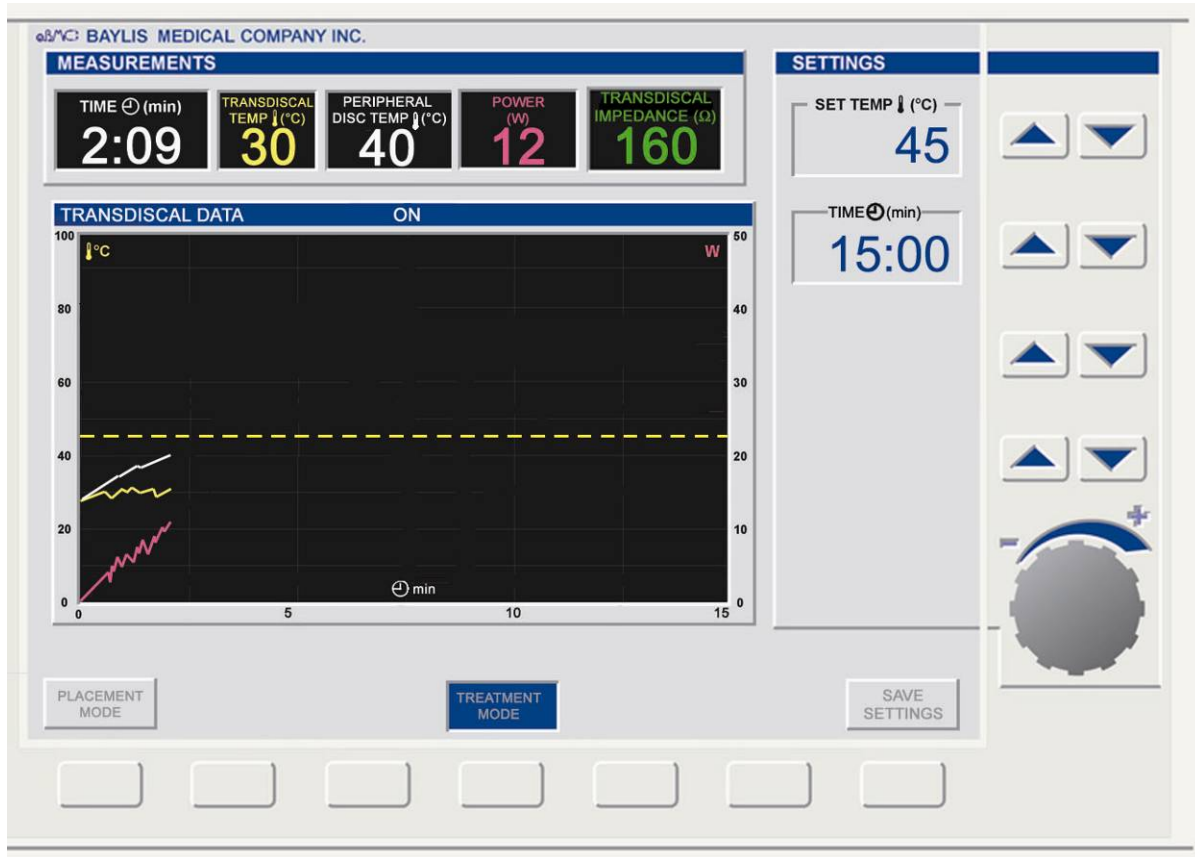 BMC BAYLIS MEDICAL COMPANY INC.
MEASUREMENTS
TIME (min)
2:09
TRANSDISCAL
TEMP (°C)
30
PERIPHERAL
DISC TEMP (°C)
40
POWER
(W)
12
TRANSDISCAL
IMPEDANCE (Ω)
160
SETTINGS
SET TEMP (°C)
45
TIME (min)
15:00
TRANSDISCAL DATA ON
100 50
°C W
80 40
60 30
40 20
20 10
min
0 0
0 5 10 15
- +
PLACEMENT
MODE
TREATMENT
MODE
SAVE
SETTINGS